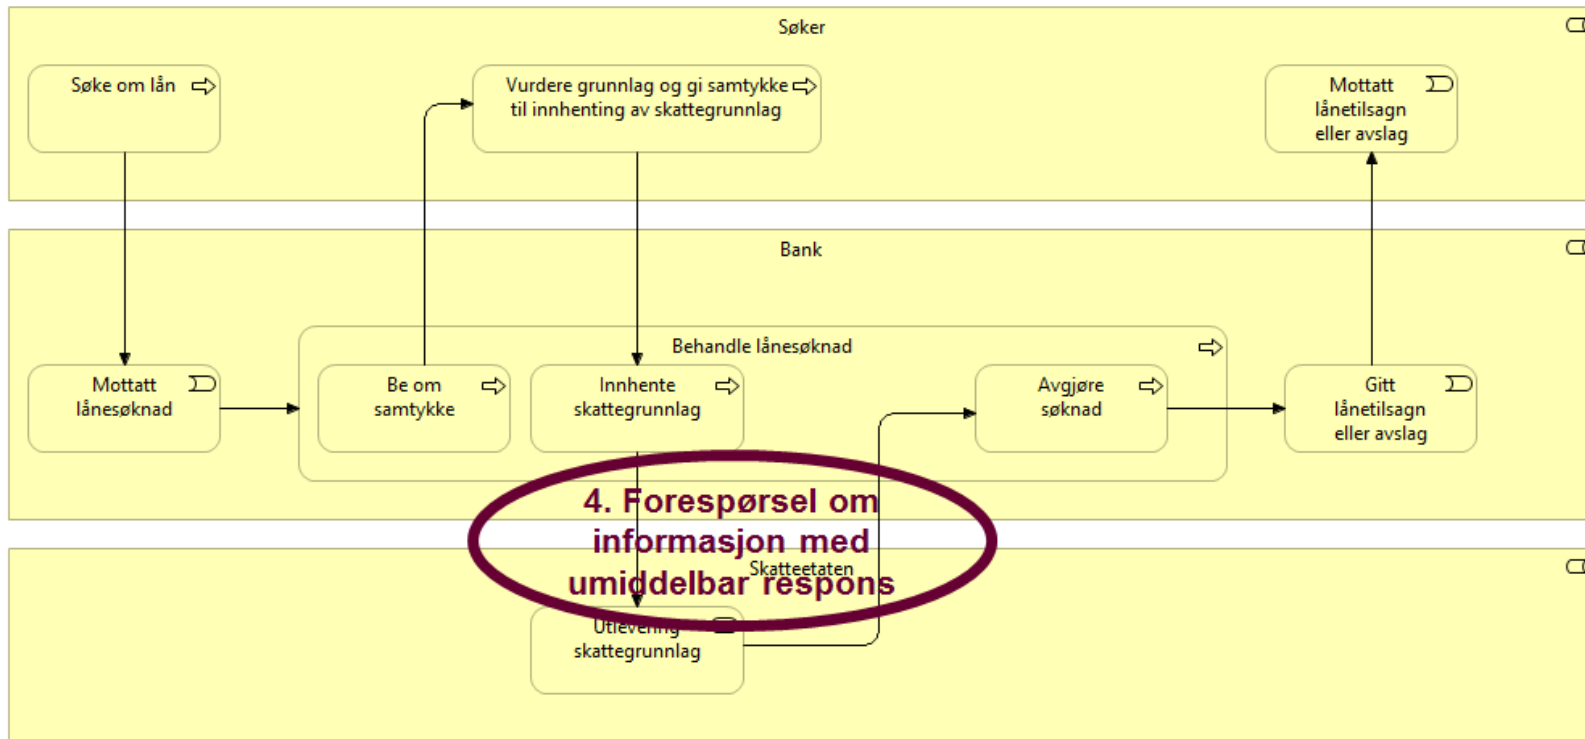 Søker
Søke om lån
Vurdere grunnlag og gi samtykke
til innhenting av skattegrunnlag
Mottatt
lånetilsagn
eller avslag
Bank
Behandle lånesøknad
Mottatt
lånesøknad
Be om
samtykke
Innhente
skattegrunnlag
Avgjøre
søknad
Gitt
lånetilsagn
eller avslag
4. Forespørsel om
informasjon med
umiddelbar respons
Skatteetaten
Utlevering
skattegrunnlag